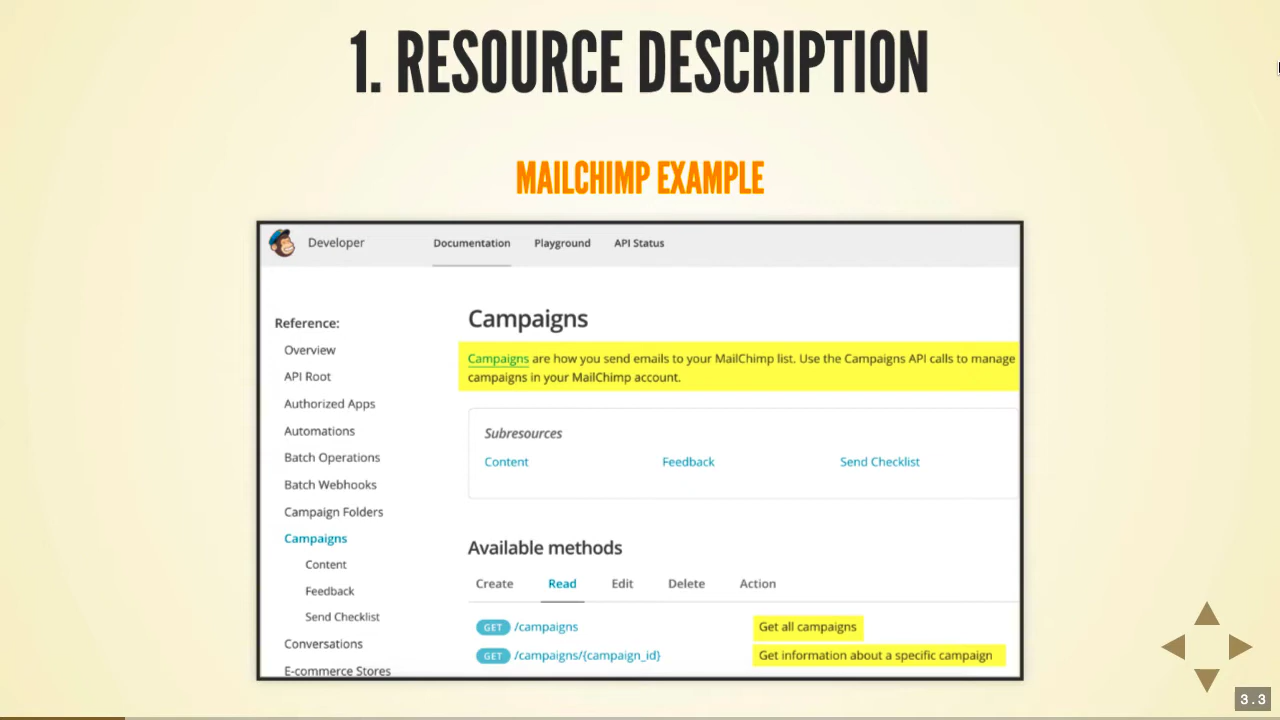 1. RESOURCE DESCRIPTION
MAILCHIMP EXAMPLE
Developer
Documentation Playground API Status
Reference:
Overview
API Root
Authorized Apps
Automations
Batch Operations
Batch Webhooks
Campaign Folders
Campaigns
Content
Feedback
Send Checklist
Conversations
E-commerce Stores
Campaigns
Campaigns are how you send emails to your MailChimp list. Use the Campaigns API calls to manage
campaigns in your MailChimp account.
Subresources
Content Feedback Send Checklist
Available methods
Create Read Edit Delete Action
GET /campaigns Get all campaigns
GET /campaigns/{campaign_id} Get information about a specific campaign
3.3